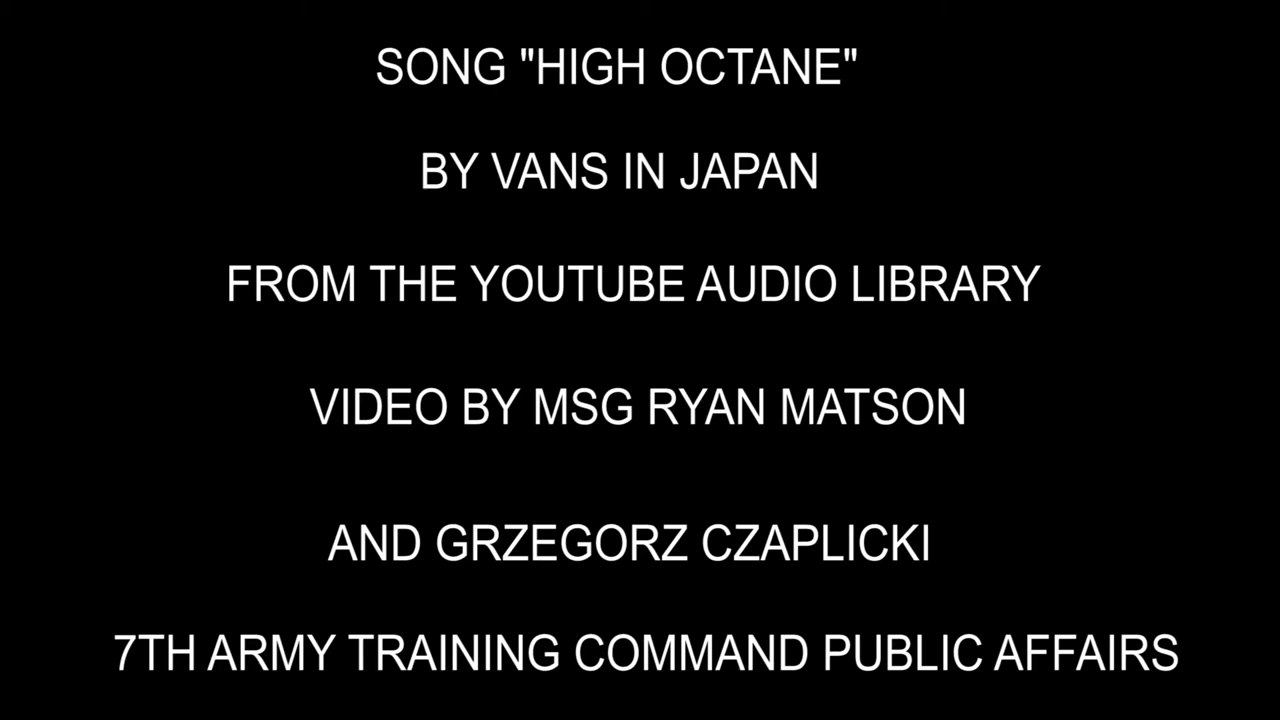 SONG "HIGH OCTANE"
BY VANS IN JAPAN
FROM THE YOUTUBE AUDIO LIBRARY
VIDEO BY MSG RYAN MATSON
AND GRZEGORZ CZAPLICKI
7TH ARMY TRAINING COMMAND PUBLIC AFFAIRS